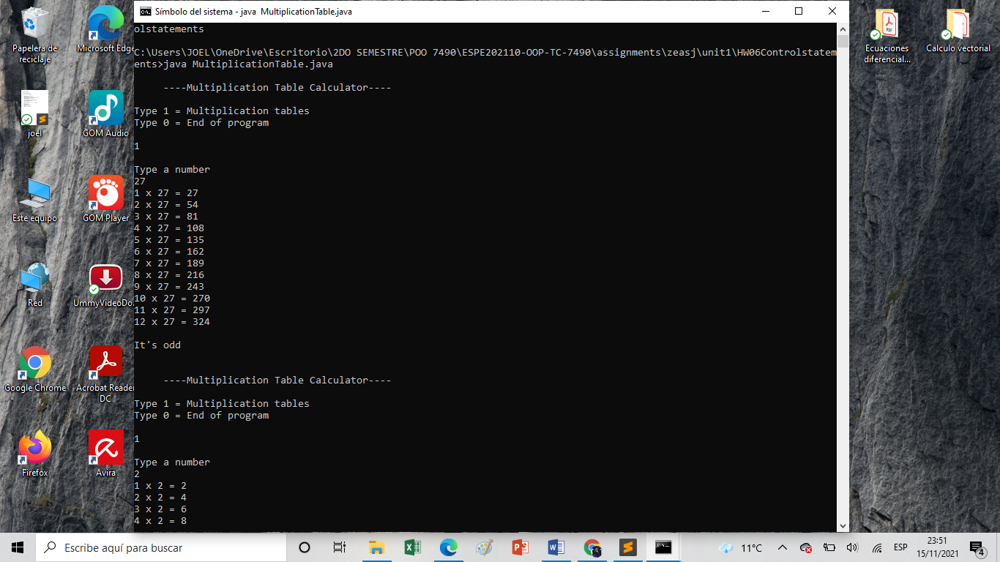 Símbolo del sistema - java MultiplicationTable.java
olstatements
C:\Users\JOEL\OneDrive\Escritorio\2DO SEMESTRE\POO 7490\ESPE202110-OOP-TC-7490\assignments\zeasj\unit1\HW06Controlstatem
ents>java MultiplicationTable.java
----Multiplication Table Calculator----
Type 1 = Multiplication tables
Type 0 = End of program
1
Type a number
27
1 x 27 = 27
2 x 27 = 54
3 x 27 = 81
4 x 27 = 108
5 x 27 = 135
6 x 27 = 162
7 x 27 = 189
8 x 27 = 216
9 x 27 = 243
10 x 27 = 270
11 x 27 = 297
12 x 27 = 324
It's odd
----Multiplication Table Calculator----
Type 1 = Multiplication tables
Type 0 = End of program
1
Type a number
2
1 x 2 = 2
2 x 2 = 4
3 x 2 = 6
4 x 2 = 8
Papelera de
reciclaje
Microsoft Edge
joel
GOM Audio
Este equipo
GOM Player
Red
UmmyVideoDo
Google Chrome
Acrobat Reader
DC
Firefox
Avira
PDF
Ecuaciones
diferencial...
Calculo vectorial
Escribe aquí para buscar
11°C
ESP
23:51
15/11/2021
4